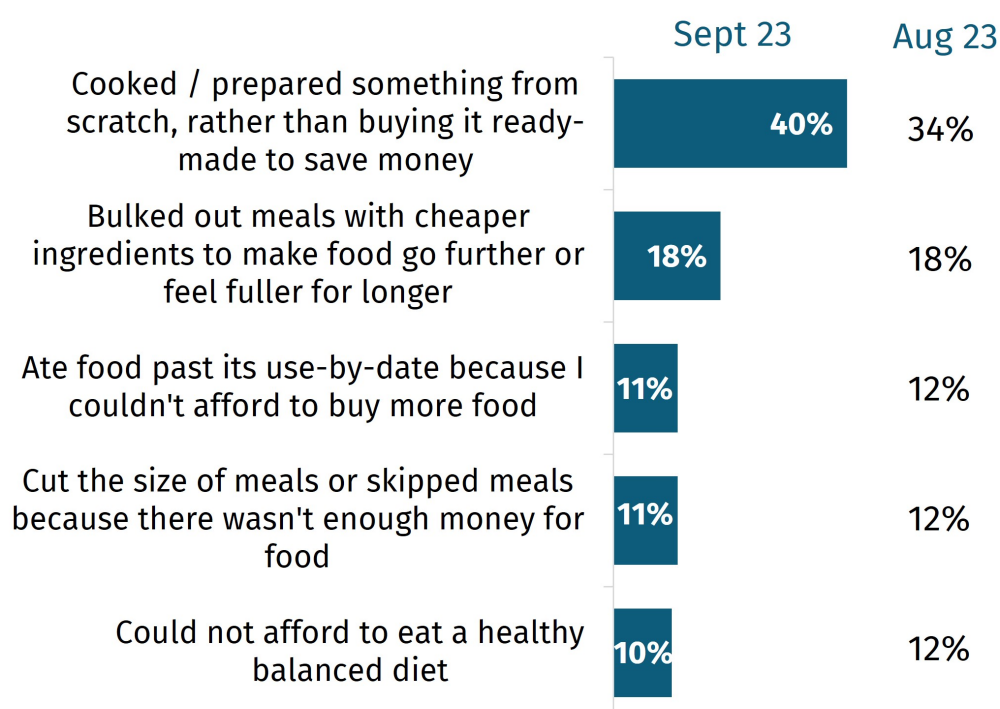 Sept 23 Aug 23
Cooked / prepared something from
scratch, rather than buying it ready-
made to save money
40% 34%
Bulked out meals with cheaper
ingredients to make food go further or
feel fuller for longer
18% 18%
Ate food past its use-by-date because I
couldn't afford to buy more food
11% 12%
Cut the size of meals or skipped meals
because there wasn't enough money for
food
11% 12%
Could not afford to eat a healthy
balanced diet
10% 12%